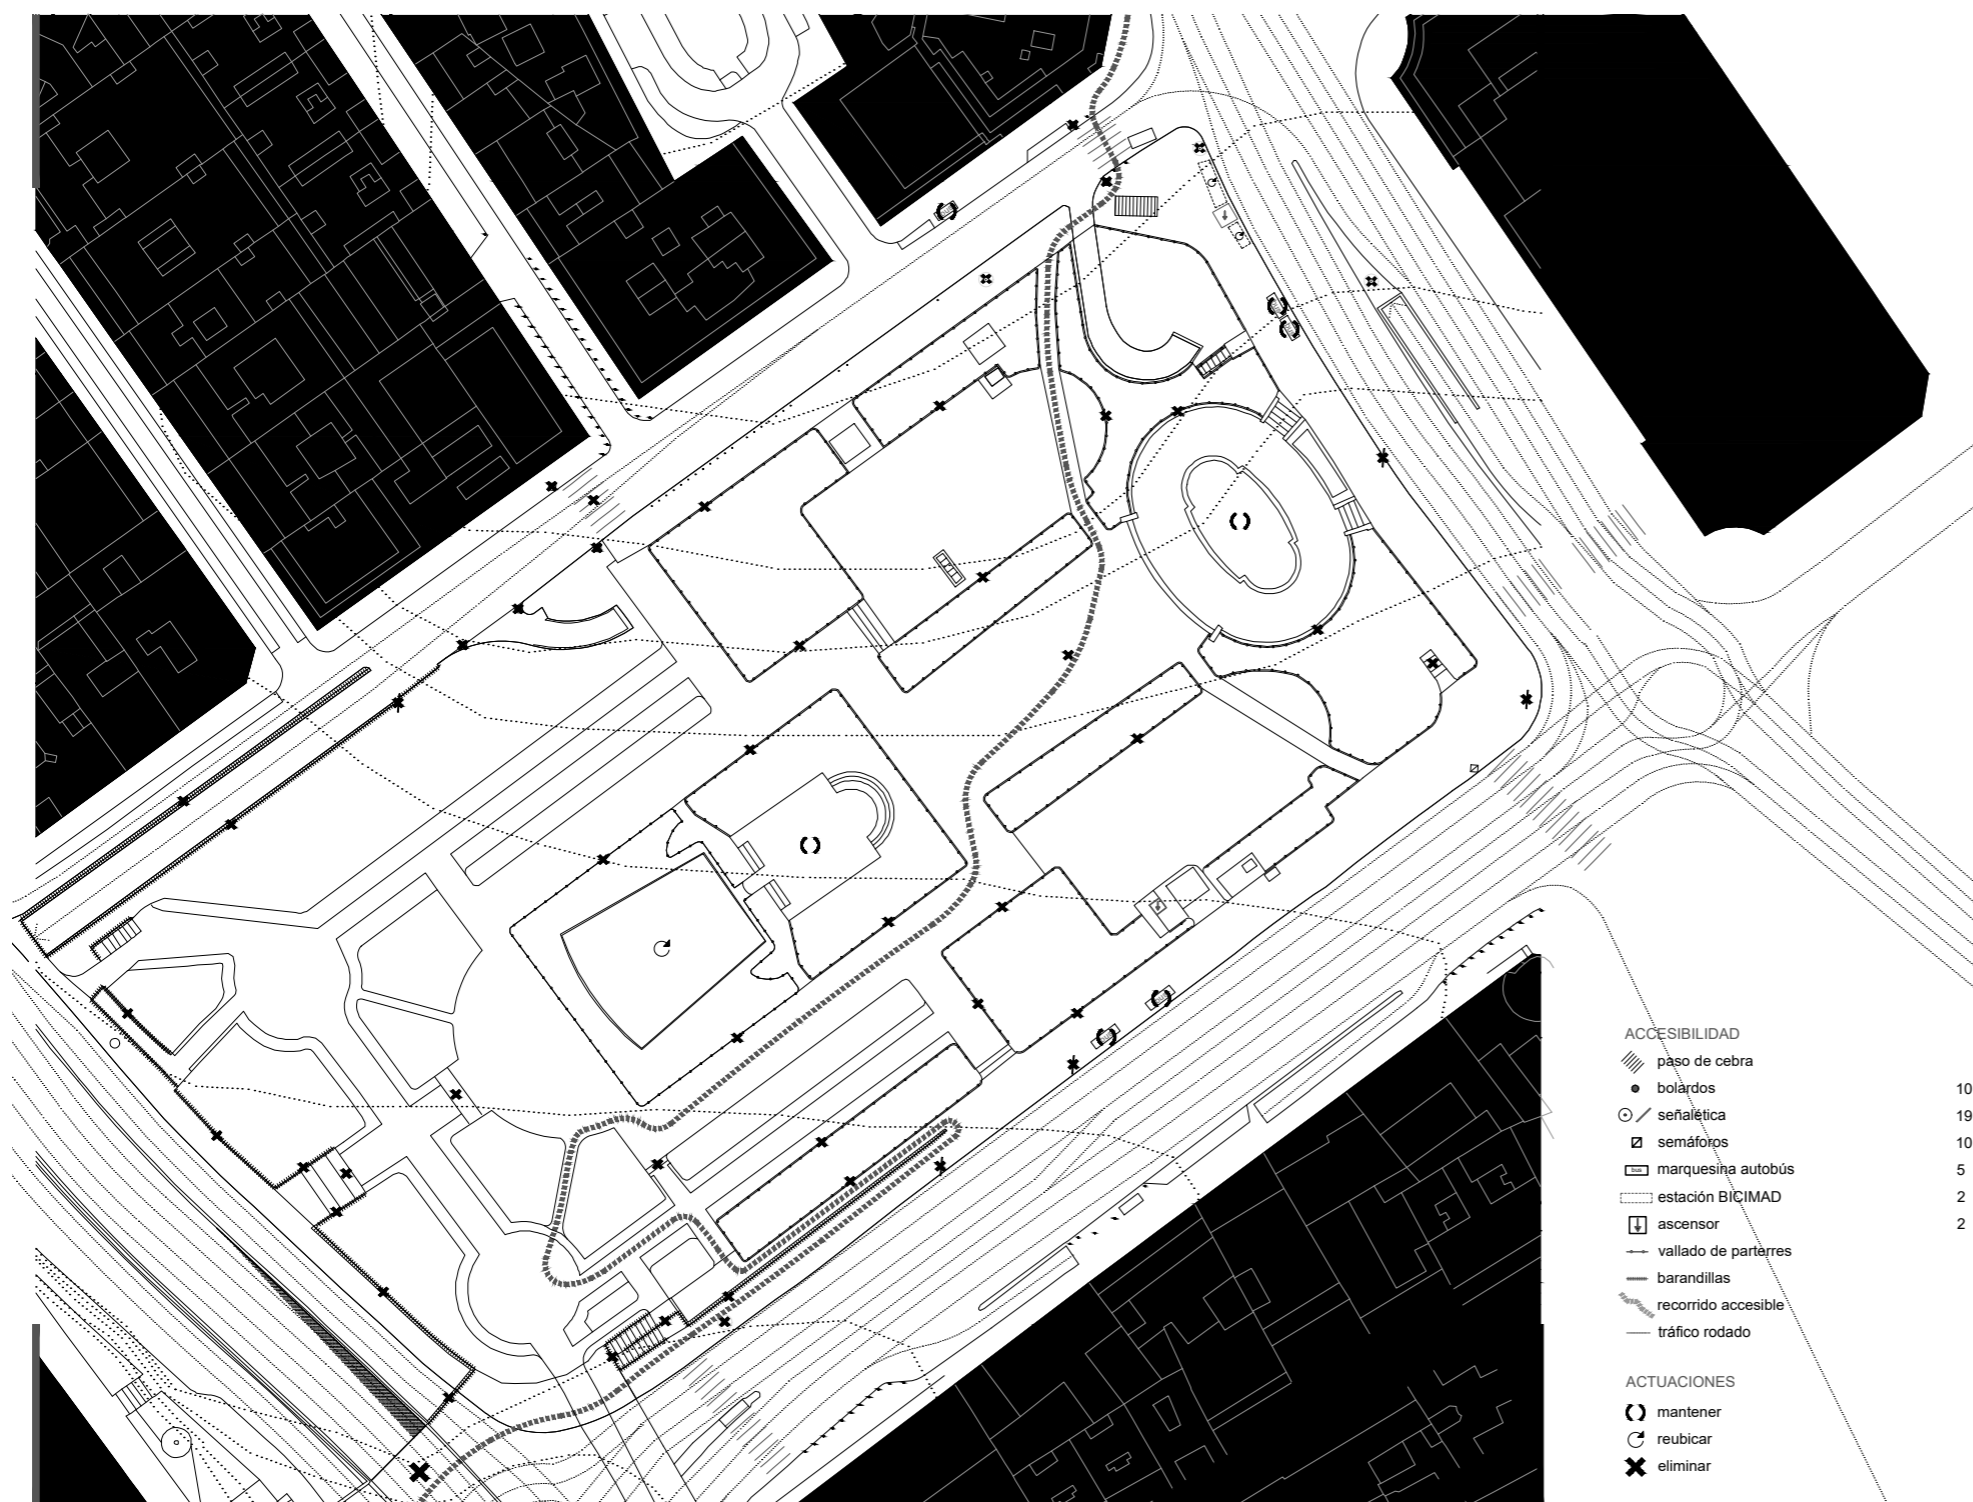 ACCESIBILIDAD
paso de cebra
bolardos 10
señalética 19
semáforos 10
bus marquesina autobús 5
estación BICIMAD 2
ascensor 2
vallado de parterres
barandillas
recorrido accesible
tráfico rodado
ACTUACIONES
mantener
reubicar
eliminar